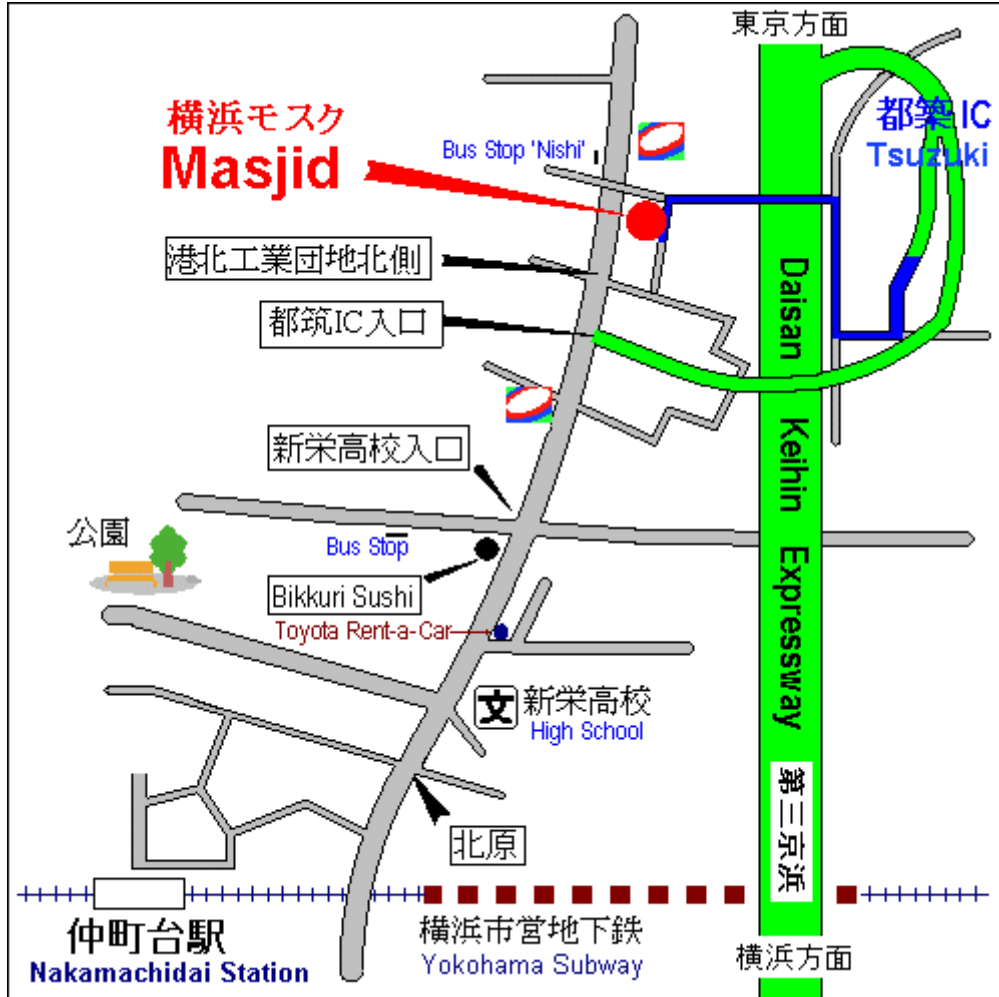 東京方面
横浜モスク
Masjid
Bus Stop 'Nishi'
都築 IC
Tsuzuki
港北工業団地北側
都筑IC入口
Daisan Keihin Expressway
新栄高校入口
公園
Bus Stop
Bikkuri Sushi
Toyota Rent-a-Car
文
新栄高校
High School
第三京浜
北原
仲町台駅
Nakamachidai Station
横浜市営地下鉄
Yokohama Subway
横浜方面